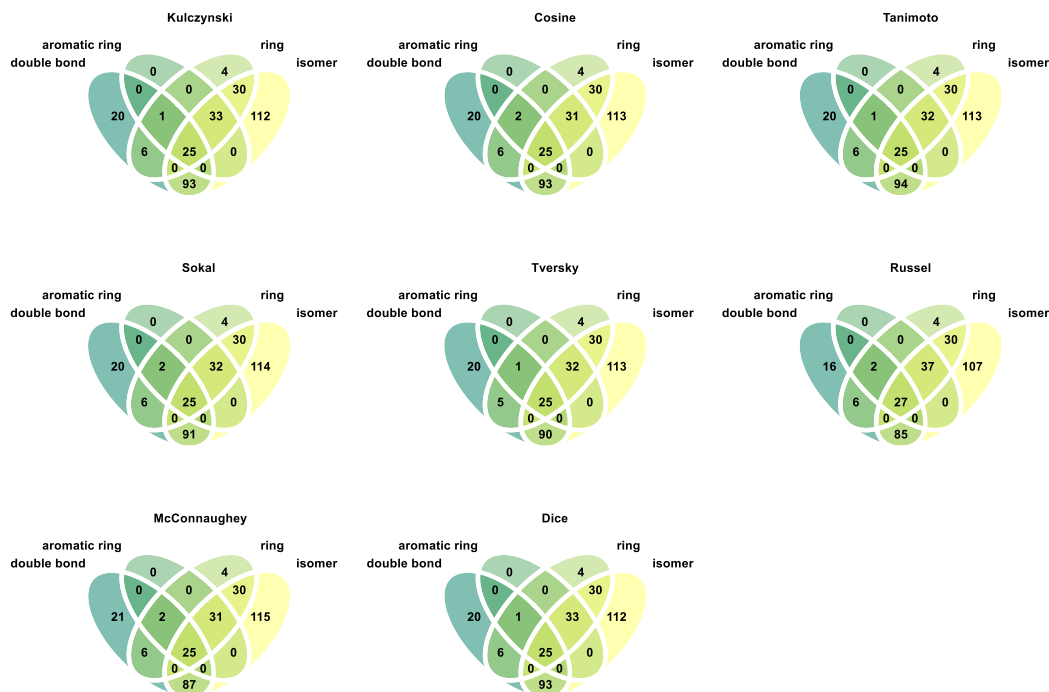 Kulczynski
Cosine
Tanimoto
aromatic ring
ring
aromatic ring
ring
aromatic ring
ring
double bond
isomer
double bond
isomer
double bond
isomer
0 4 0 4 0 4
0 0 30 0 0 30 0 0 30
20 1 33 112 20 2 31 113 20 1 32 113
6 25 0 6 25 0 6 25 0
0 0 0 0 0 0
93 93 94
Sokal
Tversky
Russel
aromatic ring
ring
aromatic ring
ring
aromatic ring
ring
double bond
isomer
double bond
isomer
double bond
isomer
0 4 0 4 0 4
0 0 30 0 0 30 0 0 30
20 2 32 114 20 1 32 113 16 2 37 107
6 25 0 5 25 0 6 27 0
0 0 0 0 0 0
91 90 85
McConnaughey
Dice
aromatic ring
ring
aromatic ring
ring
double bond
isomer
double bond
isomer
0 4 0 4
0 0 30 0 0 30
21 2 31 115 20 1 33 112
6 25 0 6 25 0
0 0 0 0
87 93